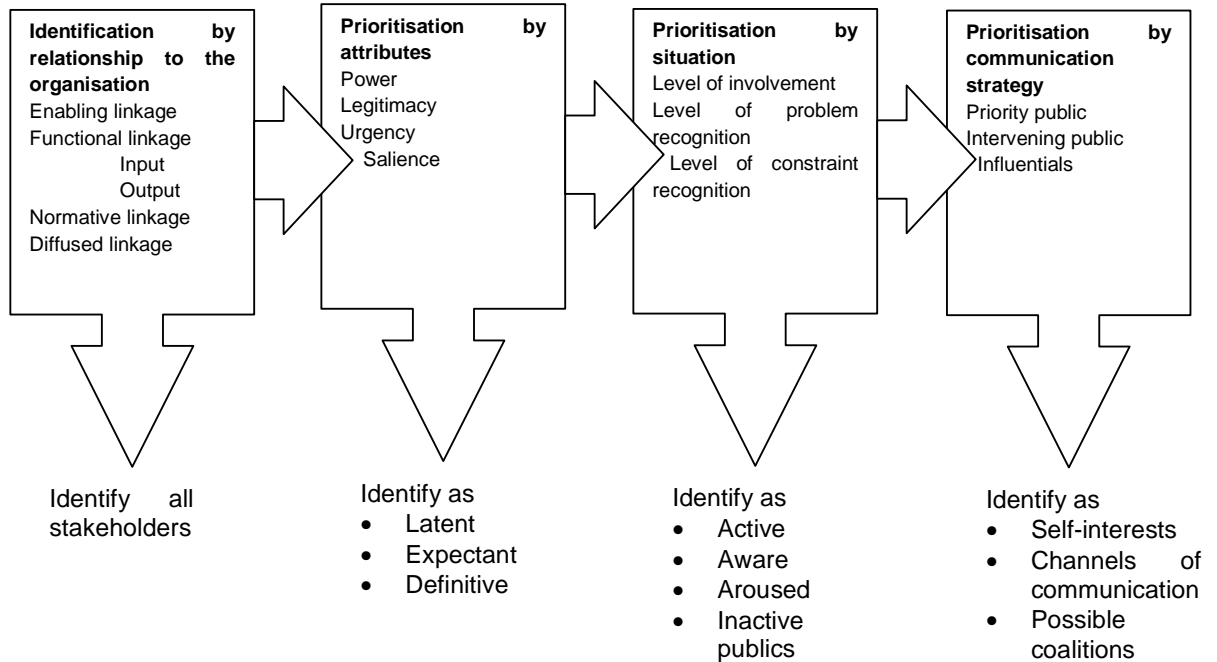 Identification by
relationship to the
organisation
Enabling linkage
Functional linkage
Input
Output
Normative linkage
Diffused linkage
Identify all
stakeholders
Prioritisation by
attributes
Power
Legitimacy
Urgency
Salience
Identify as
• Latent
• Expectant
• Definitive
Prioritisation by
situation
Level of involvement
Level of problem
recognition
Level of constraint
recognition
Identify as
• Active
• Aware
• Aroused
• Inactive
publics
Prioritisation by
communication
strategy
Priority public
Intervening public
Influentials
Identify as
• Self-interests
• Channels of
communication
• Possible
coalitions